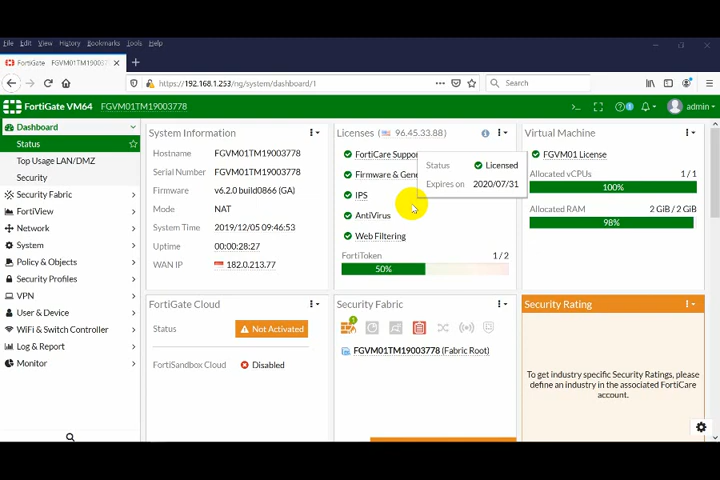 File Edit View History Bookmarks Tools Help
FortiGate - FGVM01TM1900377
https://192.168.1.253/ng/system/dashboard/1
Search
FortiGate VM64 FGVM01TM19003778
admin
Dashboard
Status
Top Usage LAN/DMZ
Security
Security Fabric
FortiView
Network
System
Policy & Objects
Security Profiles
VPN
User & Device
WiFi & Switch Controller
Log & Report
Monitor
System Information
Hostname FGVM01TM19003778
Serial Number FGVM01TM19003778
Firmware v6.2.0 build0866 (GA)
Mode NAT
System Time 2019/12/05 09:46:53
Uptime 00:00:28:27
WAN IP 182.0.213.77
Licenses (96.45.33.88)
FortiCare Suppor
Firmware & Gene
IPS
AntiVirus
Web Filtering
FortiToken 1 / 2
50%
Status Licensed
Expires on 2020/07/31
Virtual Machine
FGVM01 License
Allocated vCPUs 1 / 1
100%
Allocated RAM 2 GiB / 2 GiB
98%
FortiGate Cloud
Status Not Activated
FortiSandbox Cloud Disabled
Security Fabric
1
FGVM01TM19003778 (Fabric Root)
Security Rating
To get industry specific Security Ratings, please
define an industry in the associated FortiCare
account.